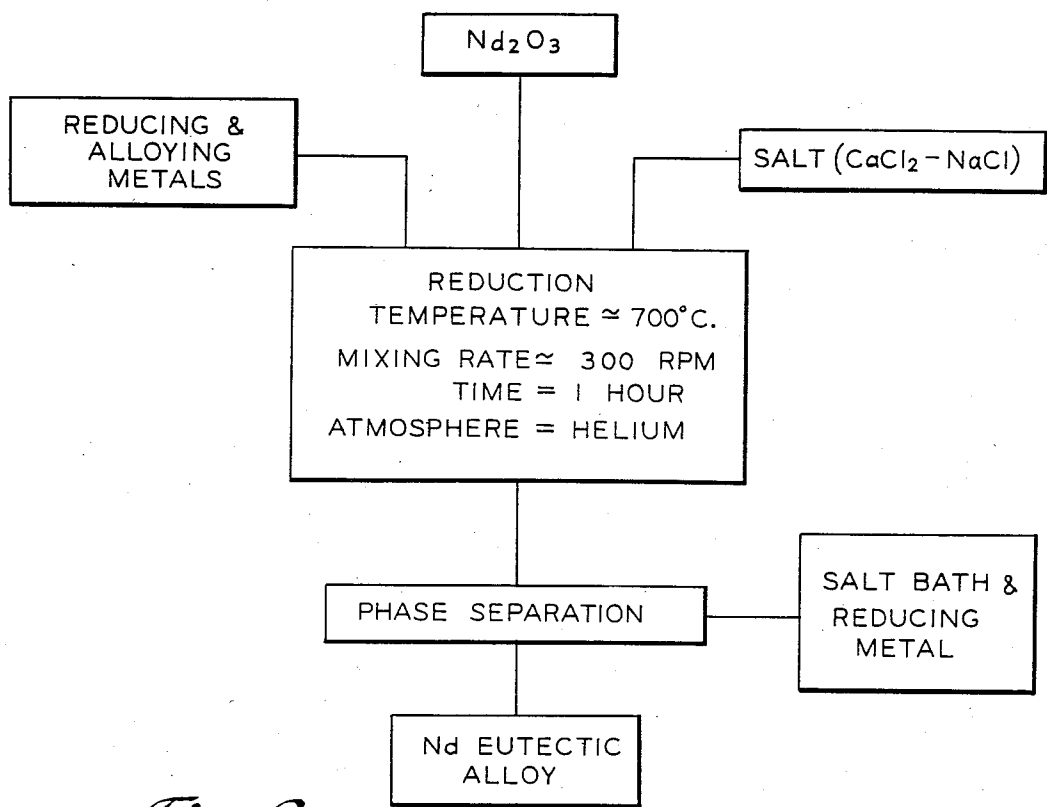 Nd₂O₃
REDUCING &
ALLOYING
METALS
SALT (CaCl₂-NaCl)
REDUCTION
TEMPERATURE ≃ 700°C.
MIXING RATE≃ 300 RPM
TIME = 1 HOUR
ATMOSPHERE = HELIUM
PHASE SEPARATION
SALT BATH &
REDUCING
METAL
Nd EUTECTIC
ALLOY